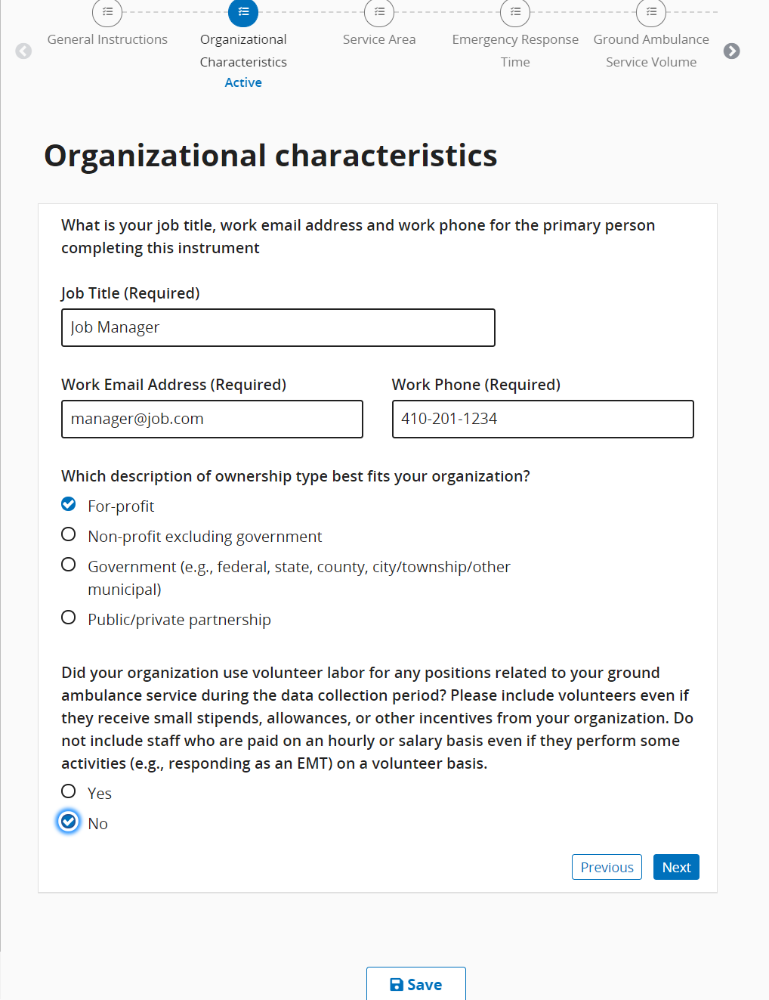 General Instructions
Organizational
Characteristics
Active
Service Area
Emergency Response
Time
Ground Ambulance
Service Volume
Organizational characteristics
What is your job title, work email address and work phone for the primary person
completing this instrument
Job Title (Required)
Job Manager
Work Email Address (Required)
Work Phone (Required)
manager@job.com
410-201-1234
Which description of ownership type best fits your organization?
For-profit
Non-profit excluding government
Government (e.g., federal, state, county, city/township/other
municipal)
Public/private partnership
Did your organization use volunteer labor for any positions related to your ground
ambulance service during the data collection period? Please include volunteers even if
they receive small stipends, allowances, or other incentives from your organization. Do
not include staff who are paid on an hourly or salary basis even if they perform some
activities (e.g., responding as an EMT) on a volunteer basis.
Yes
No
Previous
Next
Save